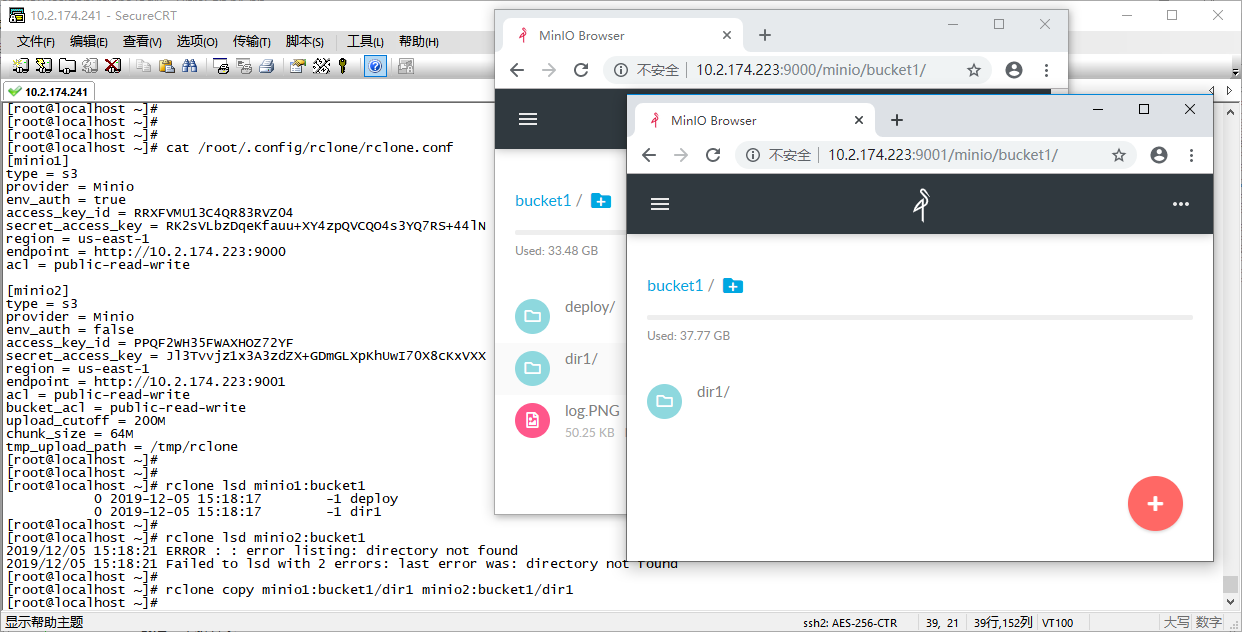 10.2.174.241 - SecureCRT
文件(F) 编辑(E) 查看(V) 选项(O) 传输(T) 脚本(S) 工具(L) 帮助(H)
10.2.174.241
[root@localhost ~]#
[root@localhost ~]#
[root@localhost ~]#
[root@localhost ~]# cat /root/.config/rclone/rclone.conf
[minio1]
type = s3
provider = Minio
env_auth = true
access_key_id = RRXFVMU13C4QR83RVZO4
secret_access_key = RK2sVLbzDqeKfauu+XY4zpQVCQO4s3YQ7RS+44lN
region = us-east-1
endpoint = http://10.2.174.223:9000
acl = public-read-write
[minio2]
type = s3
provider = Minio
env_auth = false
access_key_id = PPQF2WH35FWAXHOZ72YF
secret_access_key = Jl3Tvvjz1x3A3zdZX+GDmGLXpKhUwI7OX8cKxVXX
region = us-east-1
endpoint = http://10.2.174.223:9001
acl = public-read-write
bucket_acl = public-read-write
upload_cutoff = 200M
chunk_size = 64M
tmp_upload_path = /tmp/rclone
[root@localhost ~]#
[root@localhost ~]#
[root@localhost ~]# rclone lsd minio1:bucket1
0 2019-12-05 15:18:17 -1 deploy
0 2019-12-05 15:18:17 -1 dir1
[root@localhost ~]#
[root@localhost ~]# rclone lsd minio2:bucket1
2019/12/05 15:18:21 ERROR : : error listing: directory not found
2019/12/05 15:18:21 Failed to lsd with 2 errors: last error was: directory not found
[root@localhost ~]#
[root@localhost ~]# rclone copy minio1:bucket1/dir1 minio2:bucket1/dir1
[root@localhost ~]#
显示帮助主题 ssh2: AES-256-CTR 39, 21 39行,152列 VT100 大写 数字
MinIO Browser
不安全 10.2.174.223:9000/minio/bucket1/
bucket1 /
Used: 33.48 GB
deploy/
dir1/
log.PNG
50.25 KB
MinIO Browser
不安全 10.2.174.223:9001/minio/bucket1/
bucket1 /
Used: 37.77 GB
dir1/